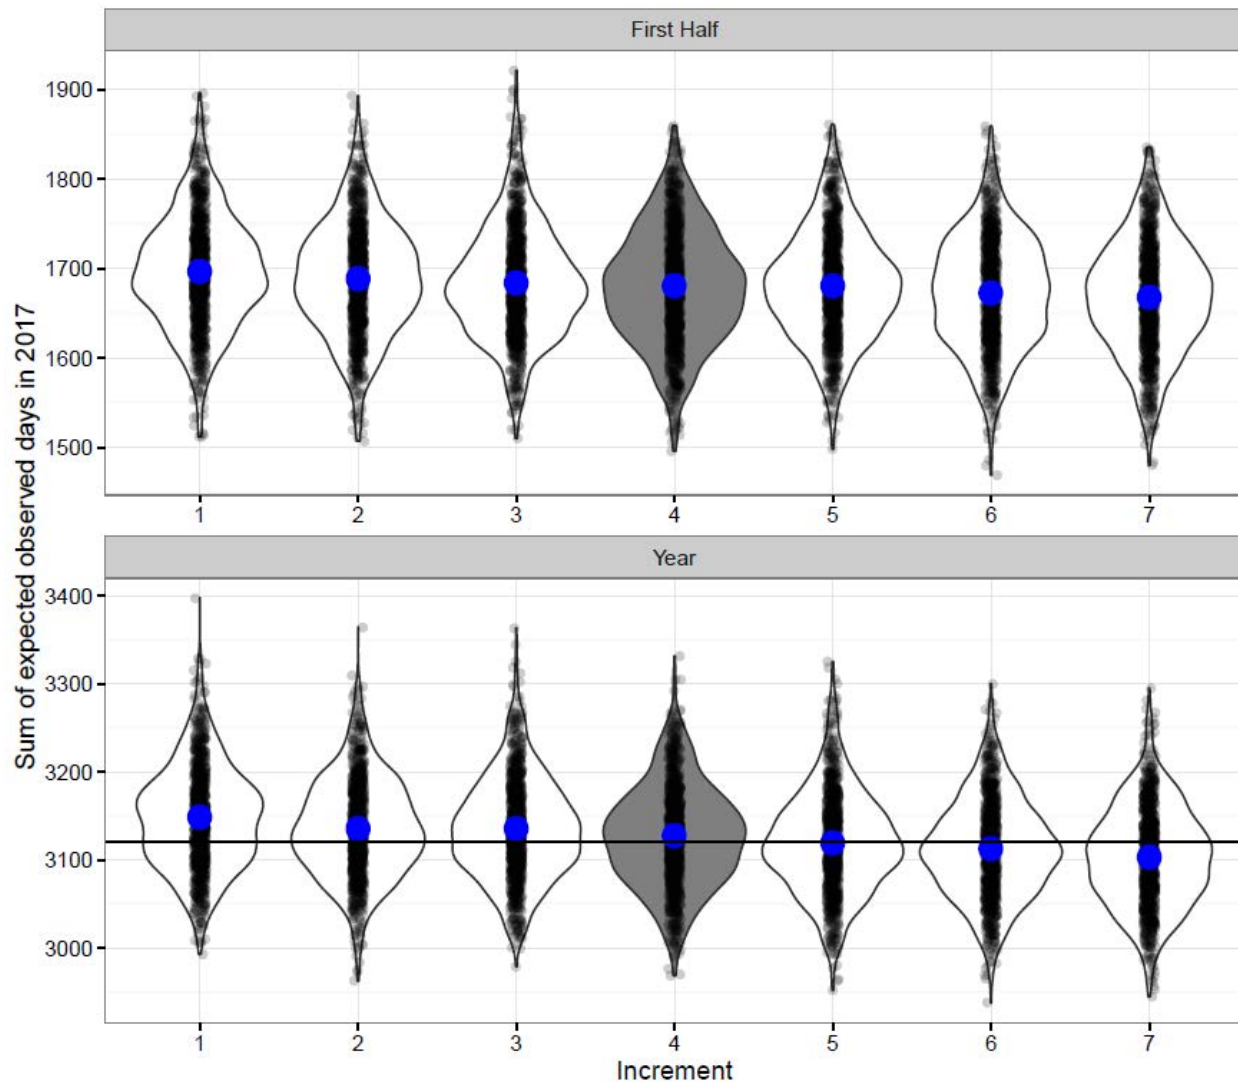 First Half
1900
1800
1700
1600
1500
1 2 3 4 5 6 7
Year
3400
3300
3200
3100
3000
1 2 3 4 5 6 7
Increment
Sum of expected observed days in 2017